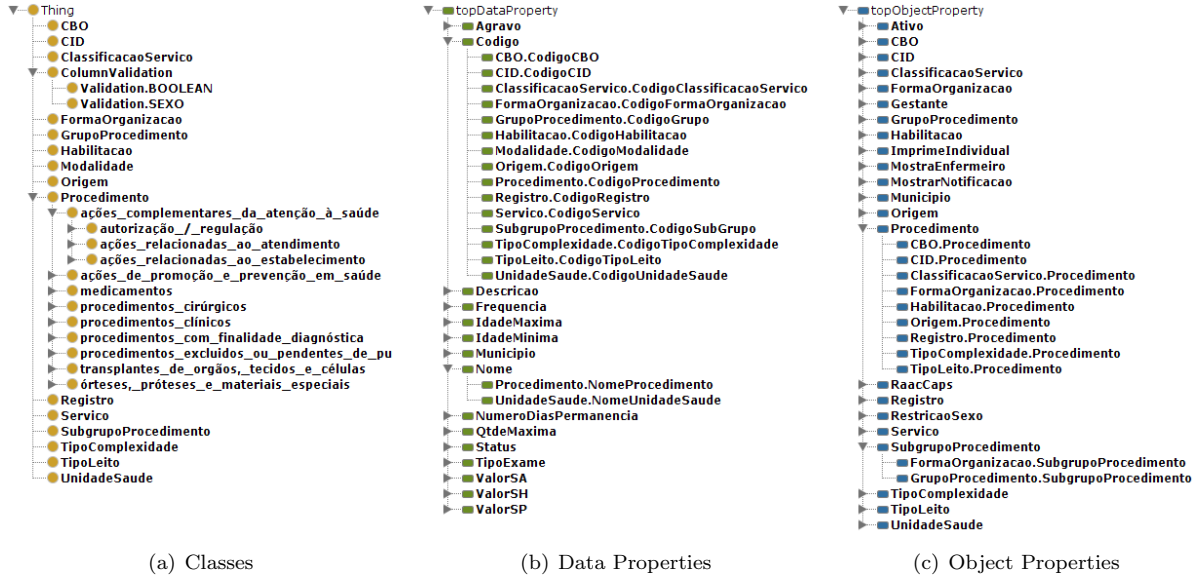 Thing
CBO
CID
ClassificacaoServico
ColumnValidation
Validation.BOOLEAN
Validation.SEXO
FormaOrganizacao
GrupoProcedimento
Habilitacao
Modalidade
Origem
Procedimento
ações_complementares_da_atenção_à_saúde
autorização_/_regulação
ações_relacionadas_ao_atendimento
ações_relacionadas_ao_estabelecimento
ações_de_promoção_e_prevenção_em_saúde
medicamentos
procedimentos_cirúrgicos
procedimentos_clínicos
procedimentos_com_finalidade_diagnóstica
procedimentos_excluidos_ou_pendentes_de_pu
transplantes_de_orgãos,_tecidos_e_células
órteses,_próteses_e_materiais_especiais
Registro
Servico
SubgrupoProcedimento
TipoComplexidade
TipoLeito
UnidadeSaude
(a) Classes
topDataProperty
Agravo
Codigo
CBO.CodigoCBO
CID.CodigoCID
ClassificacaoServico.CodigoClassificacaoServico
FormaOrganizacao.CodigoFormaOrganizacao
GrupoProcedimento.CodigoGrupo
Habilitacao.CodigoHabilitacao
Modalidade.CodigoModalidade
Origem.CodigoOrigem
Procedimento.CodigoProcedimento
Registro.CodigoRegistro
Servico.CodigoServico
SubgrupoProcedimento.CodigoSubGrupo
TipoComplexidade.CodigoTipoComplexidade
TipoLeito.CodigoTipoLeito
UnidadeSaude.CodigoUnidadeSaude
Descricao
Frequencia
IdadeMaxima
IdadeMinima
Municipio
Nome
Procedimento.NomeProcedimento
UnidadeSaude.NomeUnidadeSaude
NumeroDiasPermanencia
QtdeMaxima
Status
TipoExame
ValorSA
ValorSH
ValorSP
(b) Data Properties
topObjectProperty
Ativo
CBO
CID
ClassificacaoServico
FormaOrganizacao
Gestante
GrupoProcedimento
Habilitacao
ImprimeIndividual
MostraEnfermeiro
MostrarNotificacao
Municipio
Origem
Procedimento
CBO.Procedimento
CID.Procedimento
ClassificacaoServico.Procedimento
FormaOrganizacao.Procedimento
Habilitacao.Procedimento
Origem.Procedimento
Registro.Procedimento
TipoComplexidade.Procedimento
TipoLeito.Procedimento
RaacCaps
Registro
RestricaoSexo
Servico
SubgrupoProcedimento
FormaOrganizacao.SubgrupoProcedimento
GrupoProcedimento.SubgrupoProcedimento
TipoComplexidade
TipoLeito
UnidadeSaude
(c) Object Properties